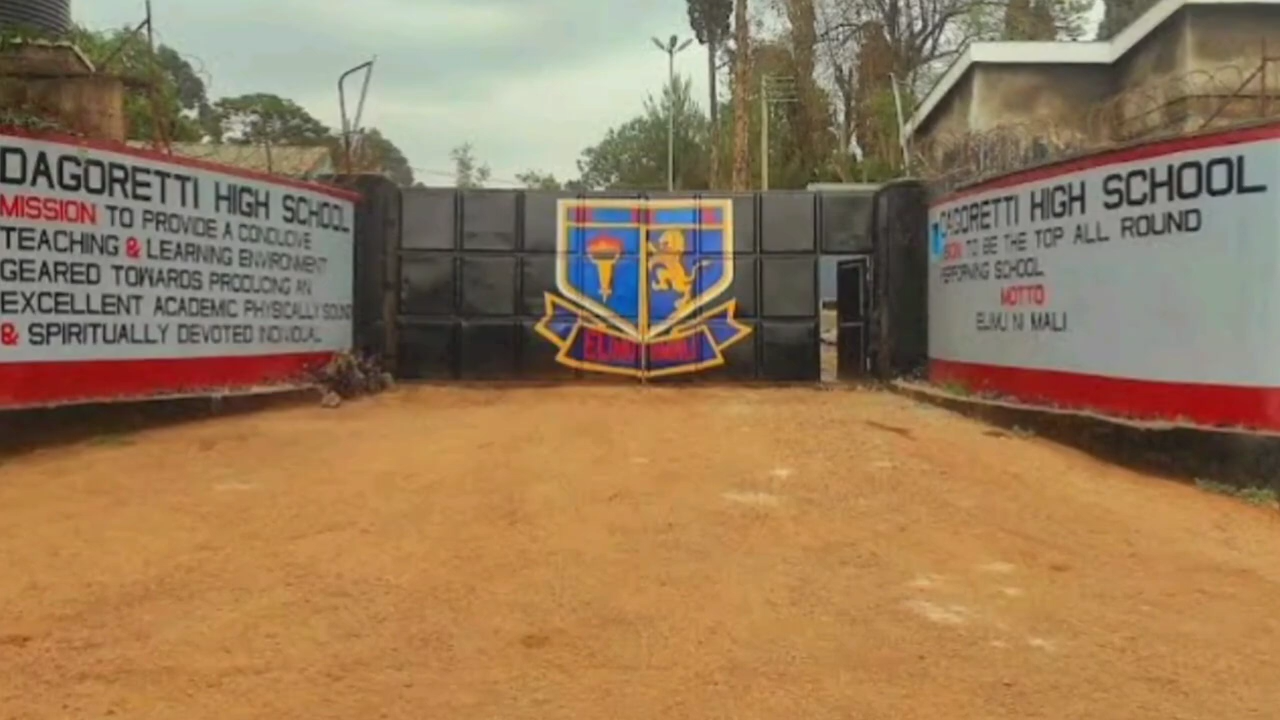 DAGORETTI HIGH SCHOOL
MISSION TO PROVIDE A CONDUCIVE
TEACHING & LEARNING ENVIRONMENT
GEARED TOWARDS PRODUCING AN
EXCELLENT ACADEMIC PHYSICALLY SOUND
& SPIRITUALLY DEVOTED INDIVIDUAL
ELIMU NI MALI
DAGORETTI HIGH SCHOOL
VISION TO BE THE TOP ALL ROUND
PERFORMING SCHOOL
MOTTO
ELIMU NI MALI